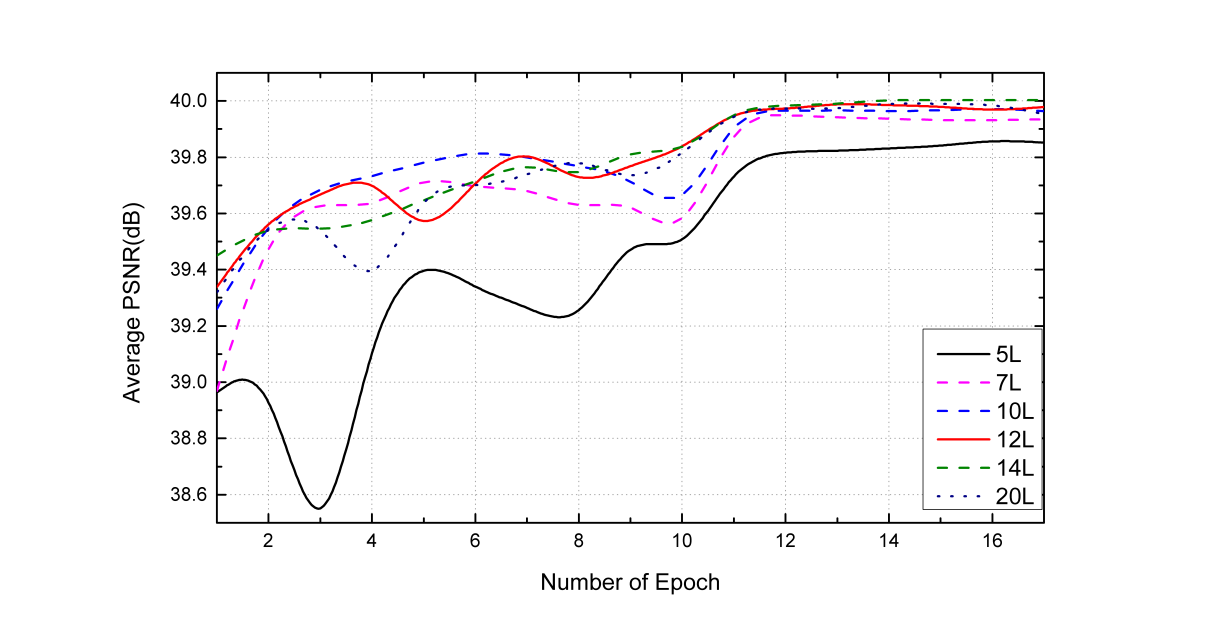 40.0
39.8
39.6
39.4
39.2
39.0
38.8
38.6
Average PSNR(dB)
2 4 6 8 10 12 14 16
Number of Epoch
5L
7L
10L
12L
14L
20L